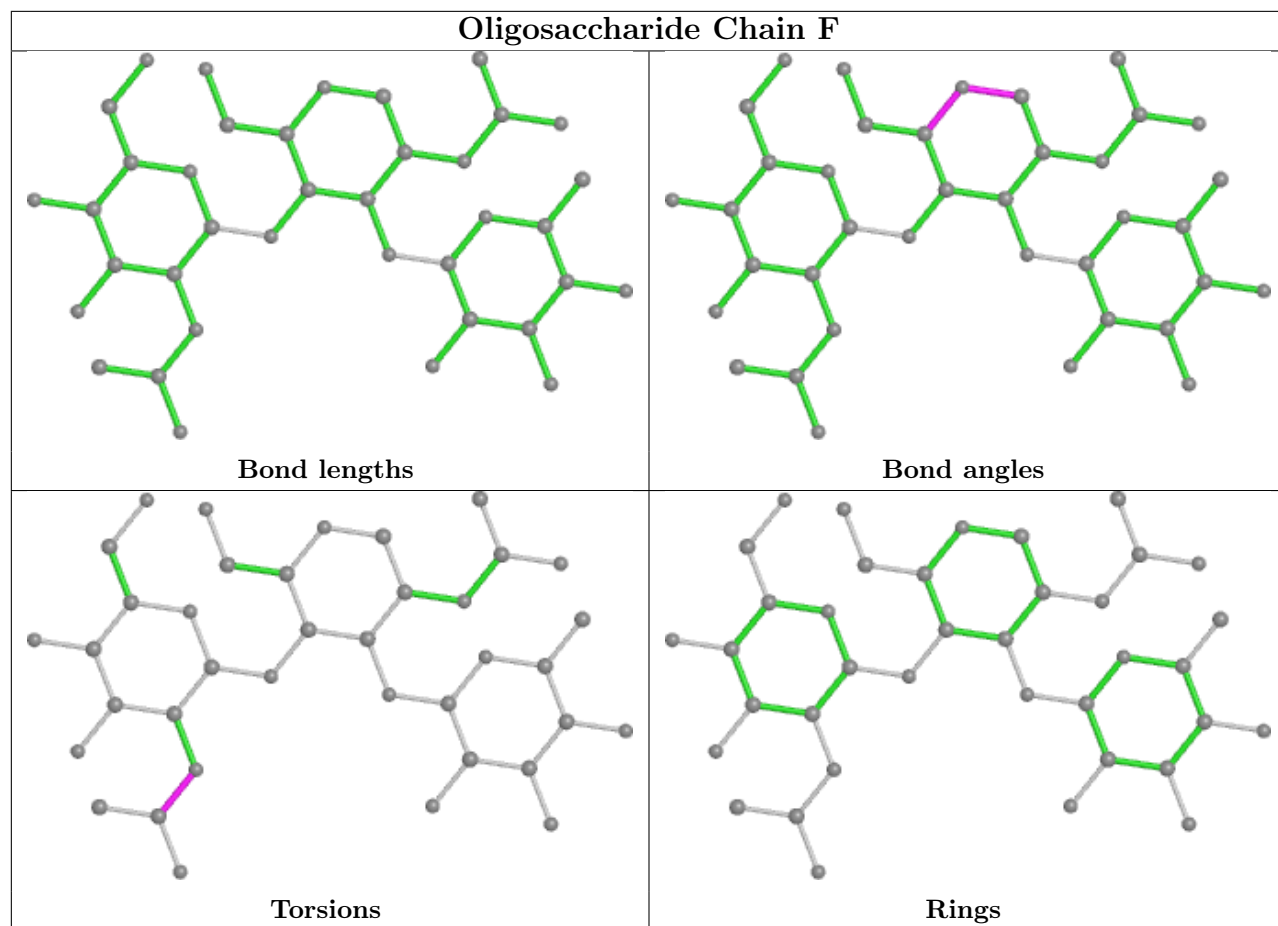 Oligosaccharide Chain F
Bond lengths
Bond angles
Torsions
Rings